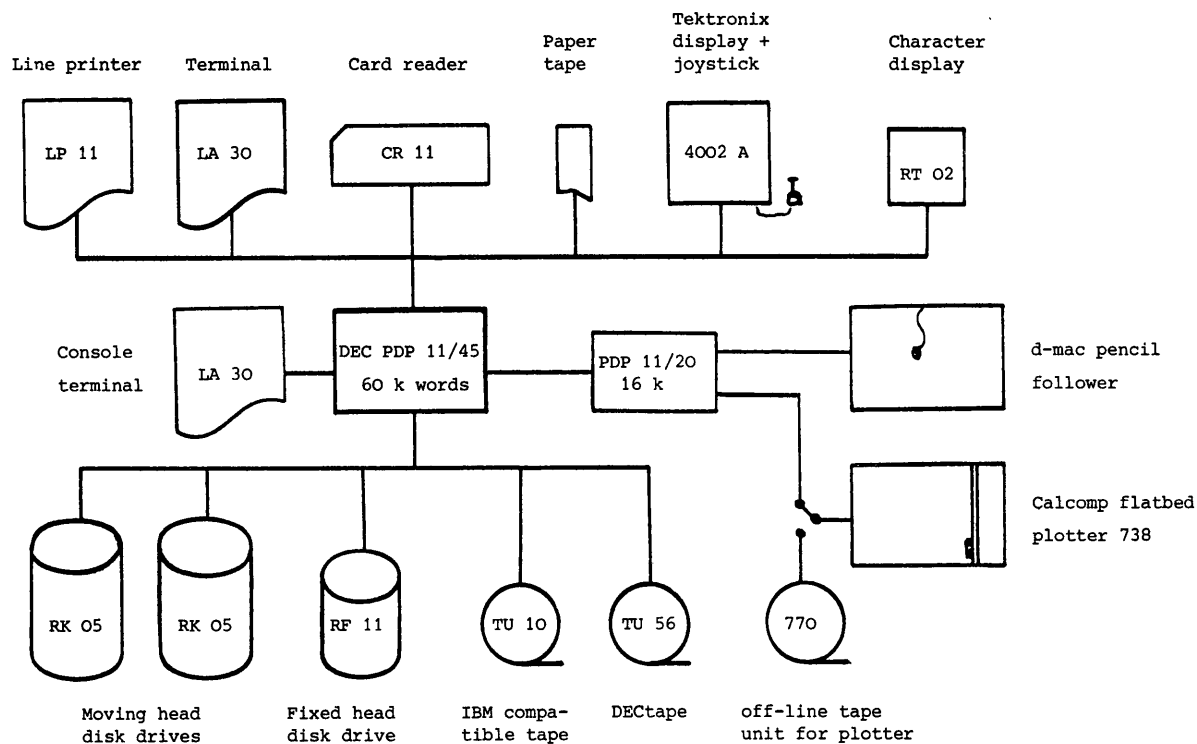 Line printer
Terminal
Card reader
Paper
tape
Tektronix
display +
joystick
Character
display
LP 11
LA 30
CR 11
4002 A
RT 02
Console
terminal
LA 30
DEC PDP 11/45
60 k words
PDP 11/20
16 k
d-mac pencil
follower
Calcomp flatbed
plotter 738
RK 05
RK 05
RF 11
TU 10
TU 56
770
Moving head
disk drives
Fixed head
disk drive
IBM compa-
tible tape
DECtape
off-line tape
unit for plotter